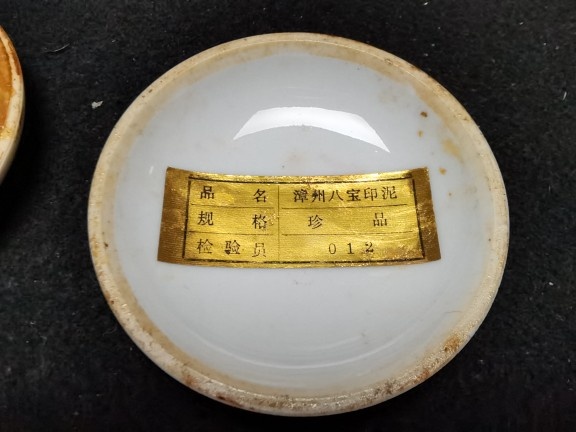 品 名 漳州八宝印泥
规 格 珍 品
检验员 012